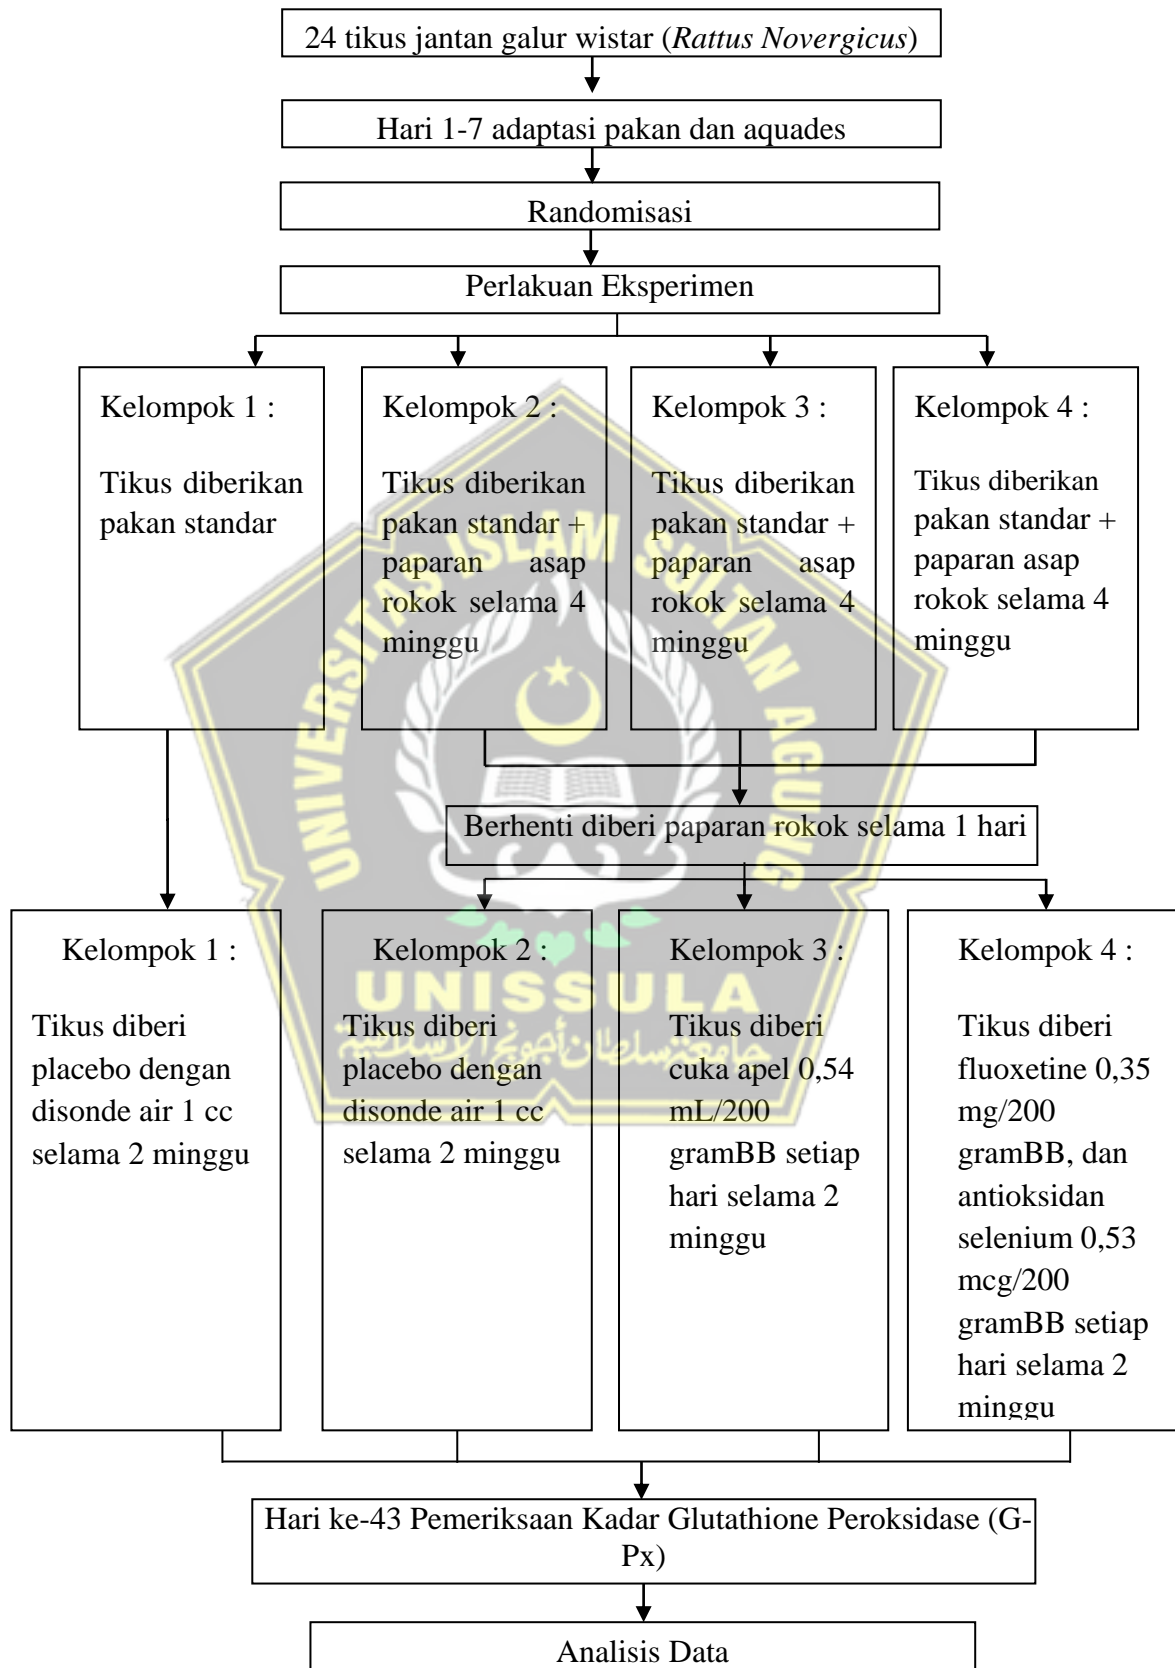 24 tikus jantan galur wistar (Rattus Novergicus)
Hari 1-7 adaptasi pakan dan aquades
Randomisasi
Perlakuan Eksperimen
Kelompok 1 :
Tikus diberikan
pakan standar
Kelompok 2 :
Tikus diberikan
pakan standar +
paparan asap
rokok selama 4
minggu
Kelompok 3 :
Tikus diberikan
pakan standar +
paparan asap
rokok selama 4
minggu
Kelompok 4 :
Tikus diberikan
pakan standar +
paparan asap
rokok selama 4
minggu
UNIVERSITAS ISLAM SULTAN AGUNG
Berhenti diberi paparan rokok selama 1 hari
Kelompok 1 :
Tikus diberi
placebo dengan
disonde air 1 cc
selama 2 minggu
Kelompok 2 :
Tikus diberi
placebo dengan
disonde air 1 cc
selama 2 minggu
Kelompok 3 :
Tikus diberi
cuka apel 0,54
mL/200
gramBB setiap
hari selama 2
minggu
Kelompok 4 :
Tikus diberi
fluoxetine 0,35
mg/200
gramBB, dan
antioksidan
selenium 0,53
mcg/200
gramBB setiap
hari selama 2
minggu
UNISSULA
جامعتسلطان أجونج الإسلامية
Hari ke-43 Pemeriksaan Kadar Glutathione Peroksidase (G-
Px)
Analisis Data